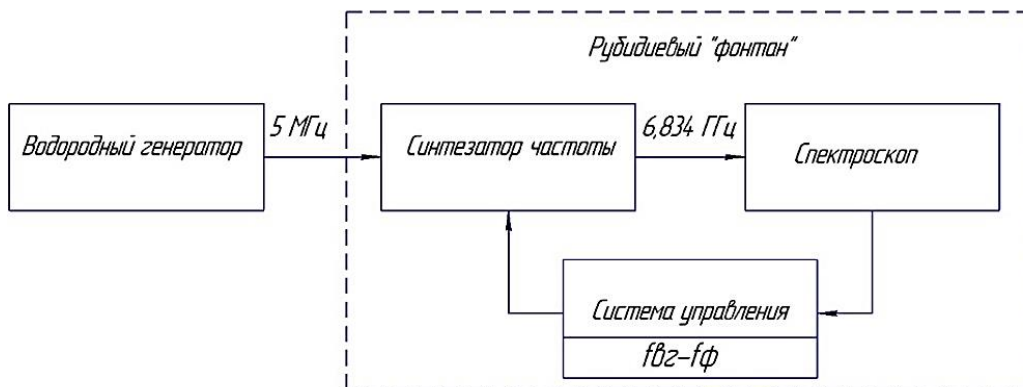 Рубидиевый "фонтан"
Водородный генератор
5 МГц
Синтезатор частоты
6,834 ГГц
Спектроскоп
Система управления
fвг-fф